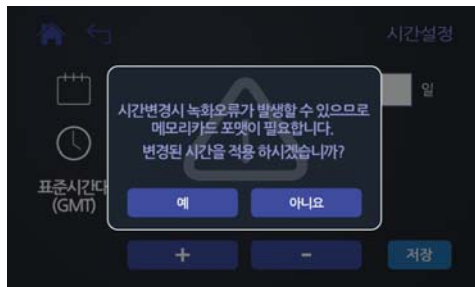 시간설정
일
시간변경시 녹화오류가 발생할 수 있으므로
메모리카드 포맷이 필요합니다.
변경된 시간을 적용 하시겠습니까?
표준시간대
(GMT)
예
아니요
+
-
저장